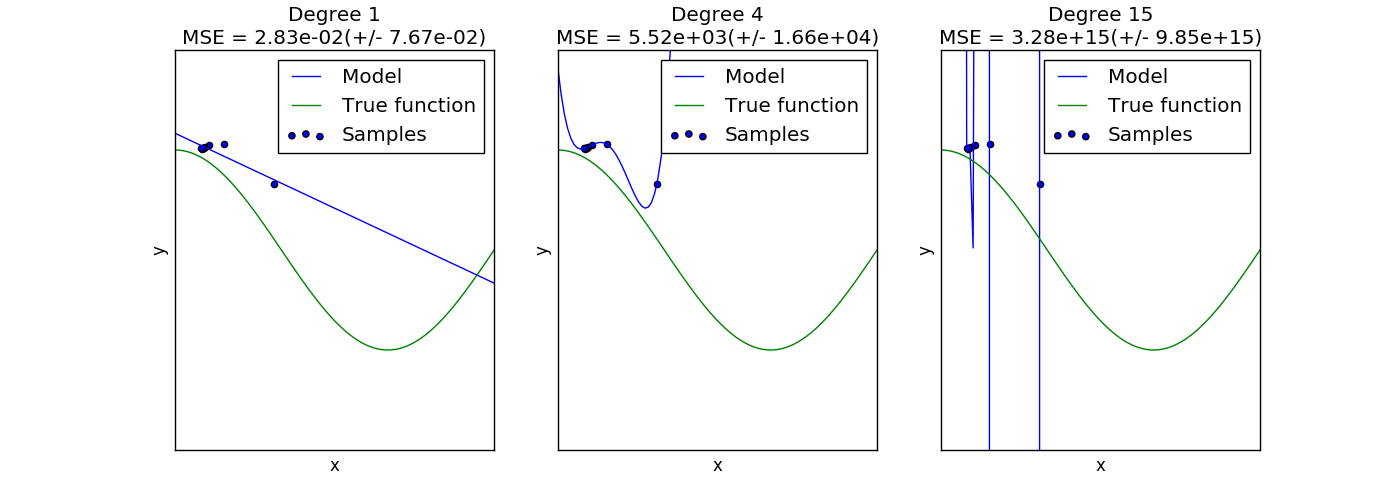 Degree 1
MSE = 2.83e-02(+/- 7.67e-02)
Model
True function
Samples
y
x
Degree 4
MSE = 5.52e+03(+/- 1.66e+04)
Model
True function
Samples
y
x
Degree 15
MSE = 3.28e+15(+/- 9.85e+15)
Model
True function
Samples
y
x